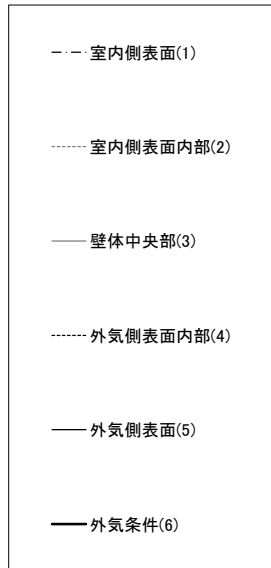 室内側表面(1)
室内側表面内部(2)
壁体中央部(3)
外気側表面内部(4)
外気側表面(5)
外気条件(6)